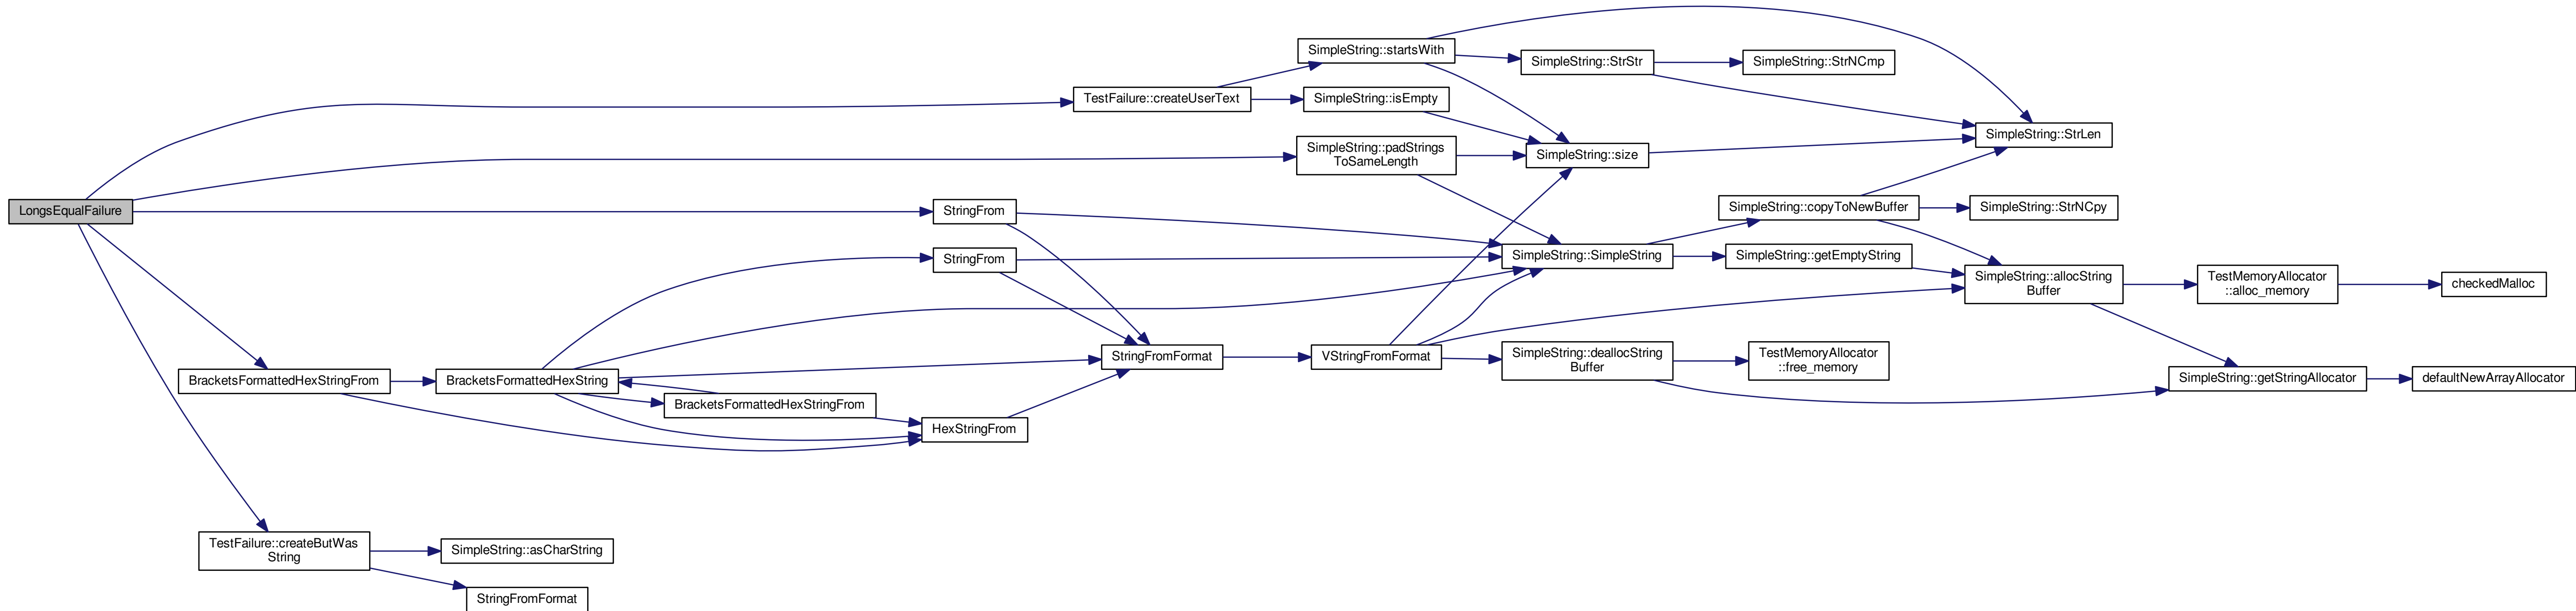 SimpleString::startsWith
SimpleString::StrStr
SimpleString::StrNCmp
TestFailure::createUserText
SimpleString::isEmpty
SimpleString::StrLen
SimpleString::padStrings
ToSameLength
SimpleString::size
LongsEqualFailure
StringFrom
SimpleString::copyToNewBuffer
SimpleString::StrNCpy
StringFrom
SimpleString::SimpleString
SimpleString::getEmptyString
SimpleString::allocString
Buffer
TestMemoryAllocator
::alloc_memory
checkedMalloc
StringFromFormat
VStringFromFormat
SimpleString::deallocString
Buffer
TestMemoryAllocator
::free_memory
BracketsFormattedHexStringFrom
BracketsFormattedHexString
SimpleString::getStringAllocator
defaultNewArrayAllocator
BracketsFormattedHexStringFrom
HexStringFrom
TestFailure::createButWas
String
SimpleString::asCharString
StringFromFormat